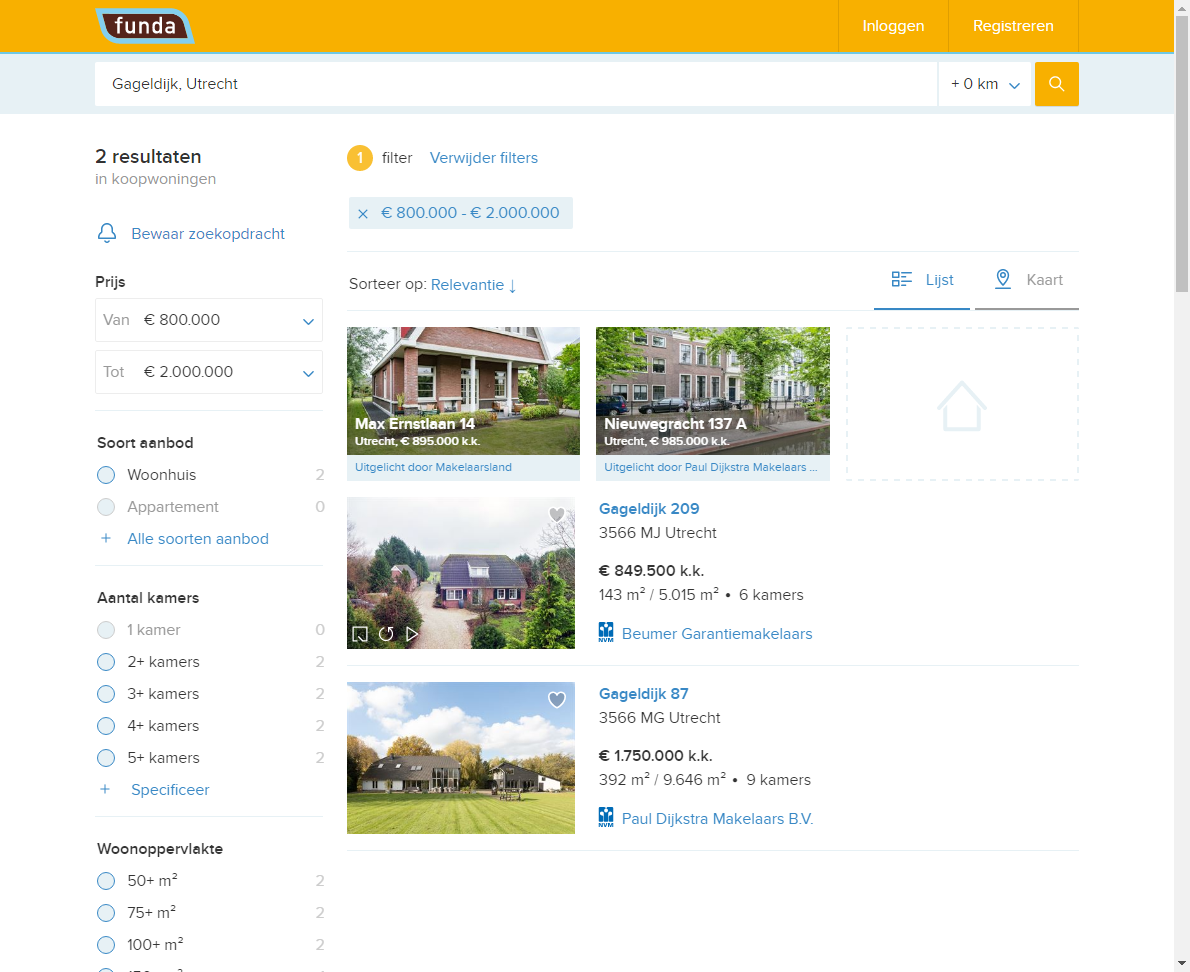 funda
Inloggen
Registreren
Gageldijk, Utrecht
+ 0 km
2 resultaten
in koopwoningen
Bewaar zoekopdracht
Prijs
Van € 800.000
Tot € 2.000.000
Soort aanbod
Woonhuis 2
Appartement 0
+ Alle soorten aanbod
Aantal kamers
1 kamer 0
2+ kamers 2
3+ kamers 2
4+ kamers 2
5+ kamers 2
+ Specificeer
Woonoppervlakte
50+ m² 2
75+ m² 2
100+ m² 2
1 filter Verwijder filters
× € 800.000 - € 2.000.000
Sorteer op: Relevantie ↓
Lijst
Kaart
Max Ernstlaan 14
Utrecht, € 895.000 k.k.
Uitgelicht door Makelaarsland
Nieuwegracht 137 A
Utrecht, € 985.000 k.k.
Uitgelicht door Paul Dijkstra Makelaars ...
Gageldijk 209
3566 MJ Utrecht
€ 849.500 k.k.
143 m² / 5.015 m² • 6 kamers
NVM Beumer Garantiemakelaars
Gageldijk 87
3566 MG Utrecht
€ 1.750.000 k.k.
392 m² / 9.646 m² • 9 kamers
NVM Paul Dijkstra Makelaars B.V.